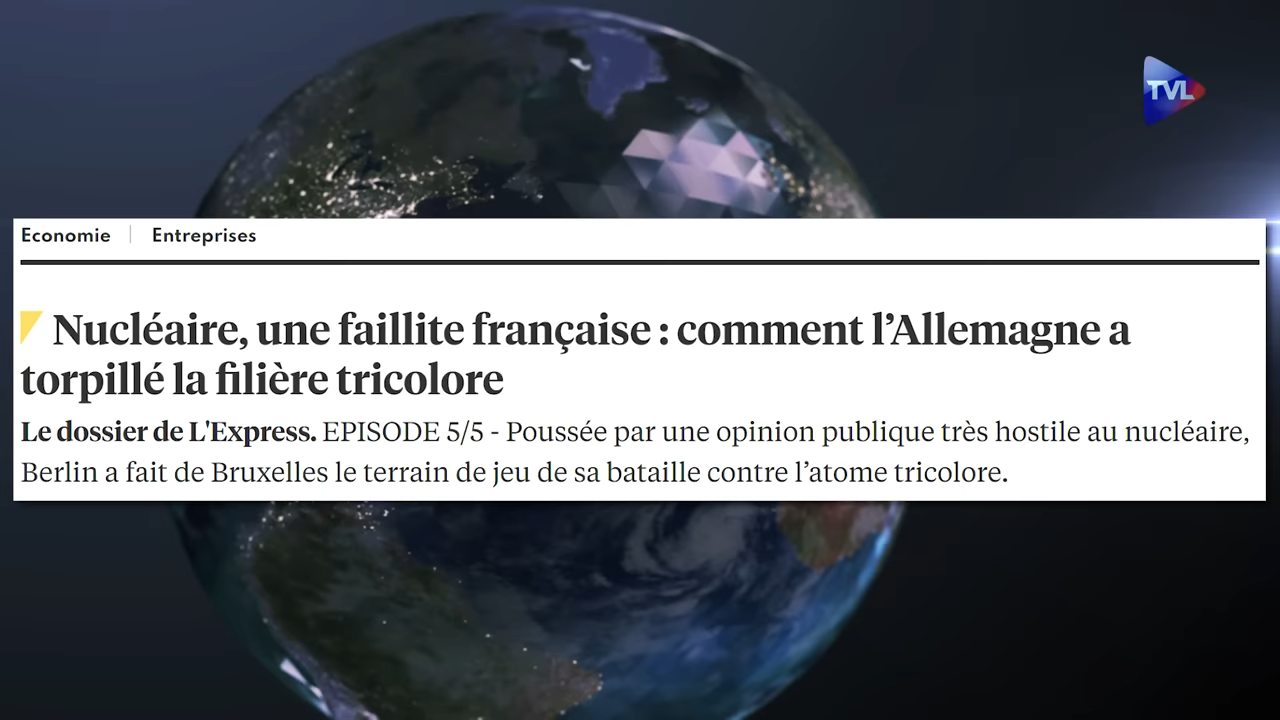 TVL
Economie | Entreprises
Nucléaire, une faillite française : comment l’Allemagne a
torpillé la filière tricolore
Le dossier de L'Express. EPISODE 5/5 - Poussée par une opinion publique très hostile au nucléaire,
Berlin a fait de Bruxelles le terrain de jeu de sa bataille contre l’atome tricolore.